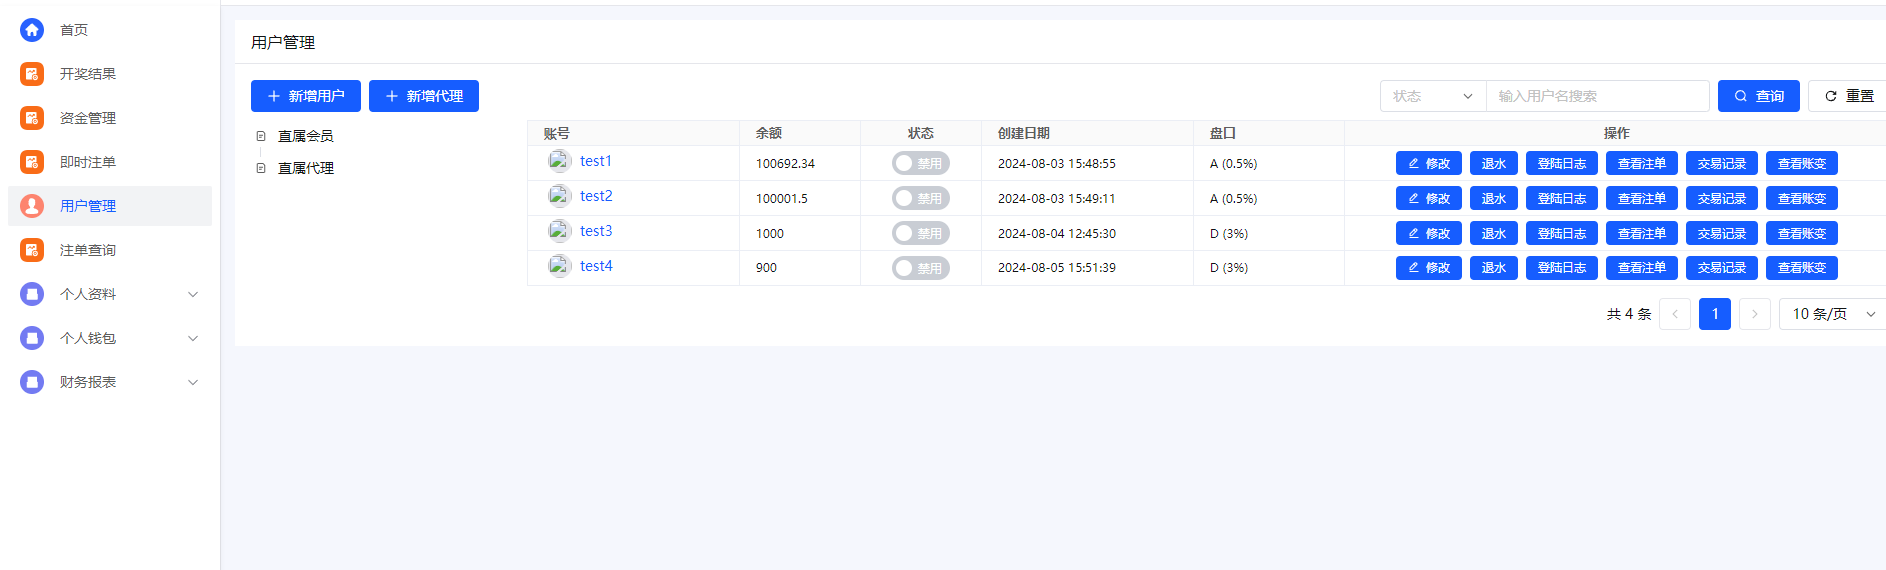 首页
开奖结果
资金管理
即时注单
用户管理
注单查询
个人资料
个人钱包
财务报表
用户管理
新增用户 新增代理
状态 输入用户名搜索 查询 重置
直属会员
直属代理
账号 余额 状态 创建日期 盘口 操作
test1 100692.34 禁用 2024-08-03 15:48:55 A (0.5%) 修改 退水 登陆日志 查看注单 交易记录 查看账变
test2 100001.5 禁用 2024-08-03 15:49:11 A (0.5%) 修改 退水 登陆日志 查看注单 交易记录 查看账变
test3 1000 禁用 2024-08-04 12:45:30 D (3%) 修改 退水 登陆日志 查看注单 交易记录 查看账变
test4 900 禁用 2024-08-05 15:51:39 D (3%) 修改 退水 登陆日志 查看注单 交易记录 查看账变
共 4 条 1 10 条/页